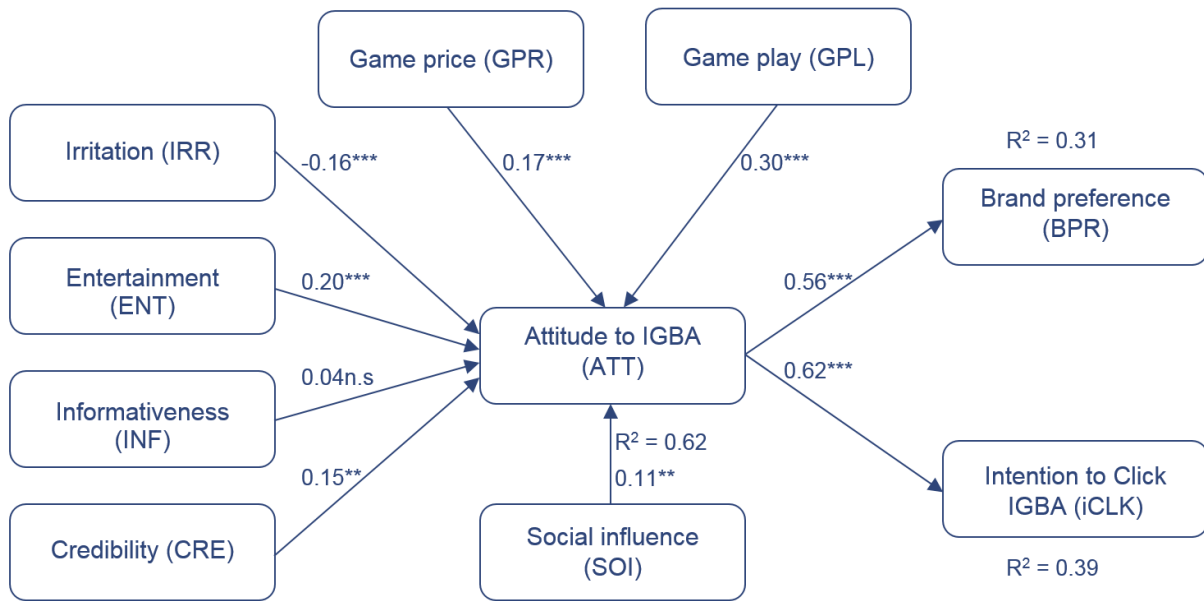 Game price (GPR)
Game play (GPL)
Irritation (IRR)
-0.16***
0.17***
0.30***
R² = 0.31
Brand preference
(BPR)
Entertainment
(ENT)
0.20***
0.56***
Attitude to IGBA
(ATT)
0.04n.s
0.62***
Informativeness
(INF)
R² = 0.62
0.15**
0.11**
Intention to Click
IGBA (iCLK)
Credibility (CRE)
Social influence
(SOI)
R² = 0.39